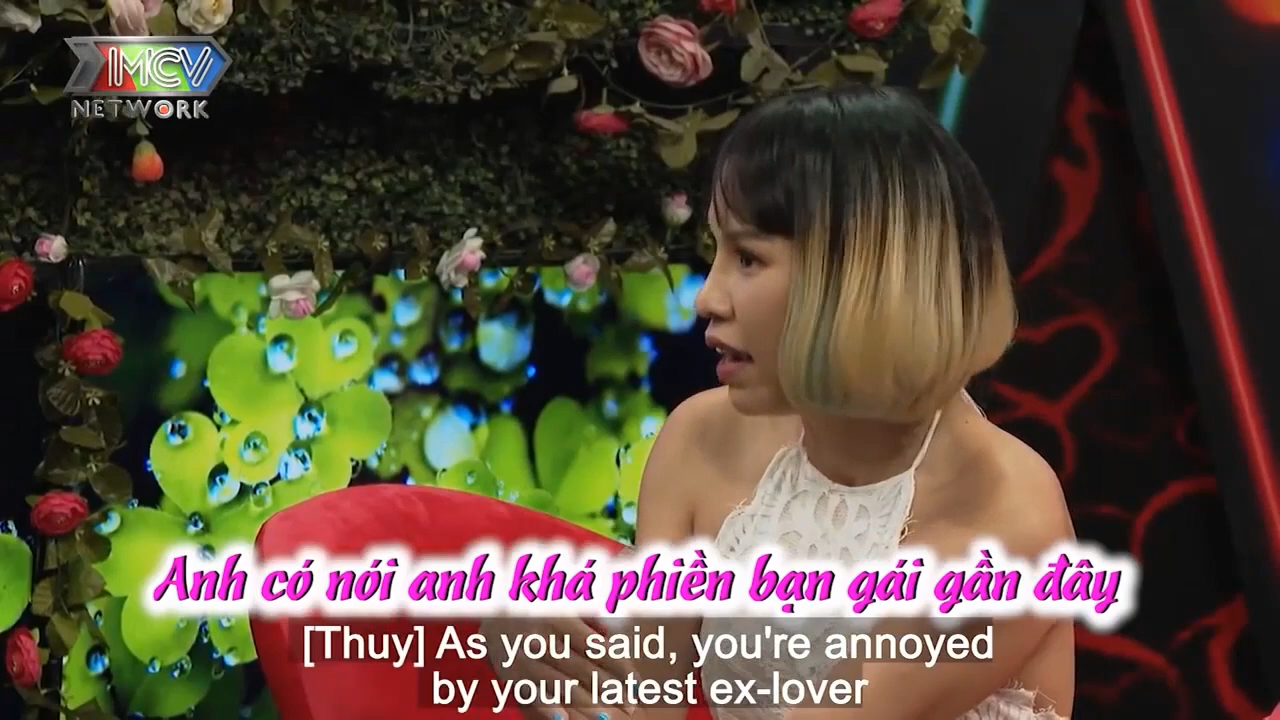 MCV
NETWORK
Anh có nói anh khá phiền bạn gái gần đây
[Thuy] As you said, you're annoyed
by your latest ex-lover